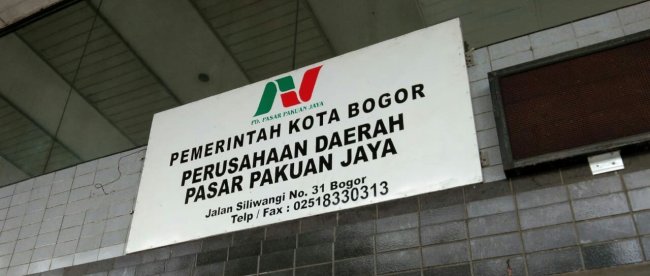 PD. PASAR PAKUAN JAYA
PEMERINTAH KOTA BOGOR
PERUSAHAAN DAERAH
PASAR PAKUAN JAYA
Jalan Siliwangi No. 31 Bogor
Telp / Fax : 02518330313